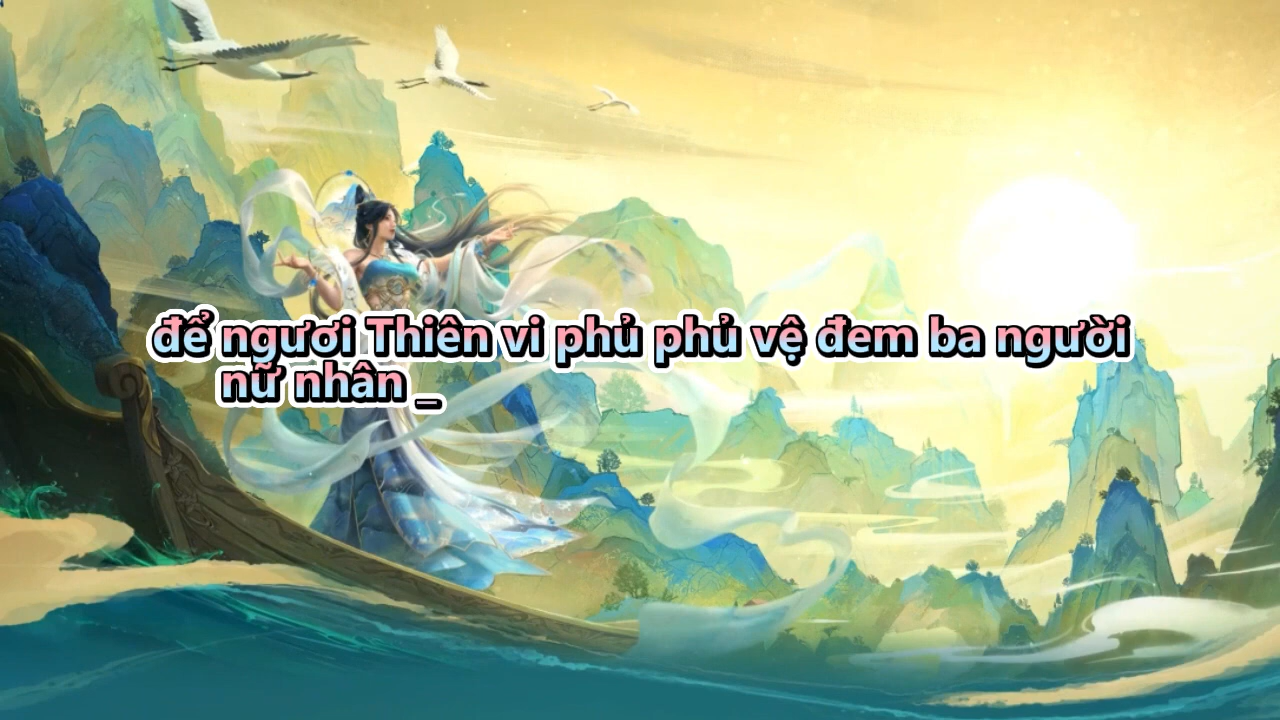 để ngươi Thiên vi phủ phủ vệ đem ba người
nữ nhân _